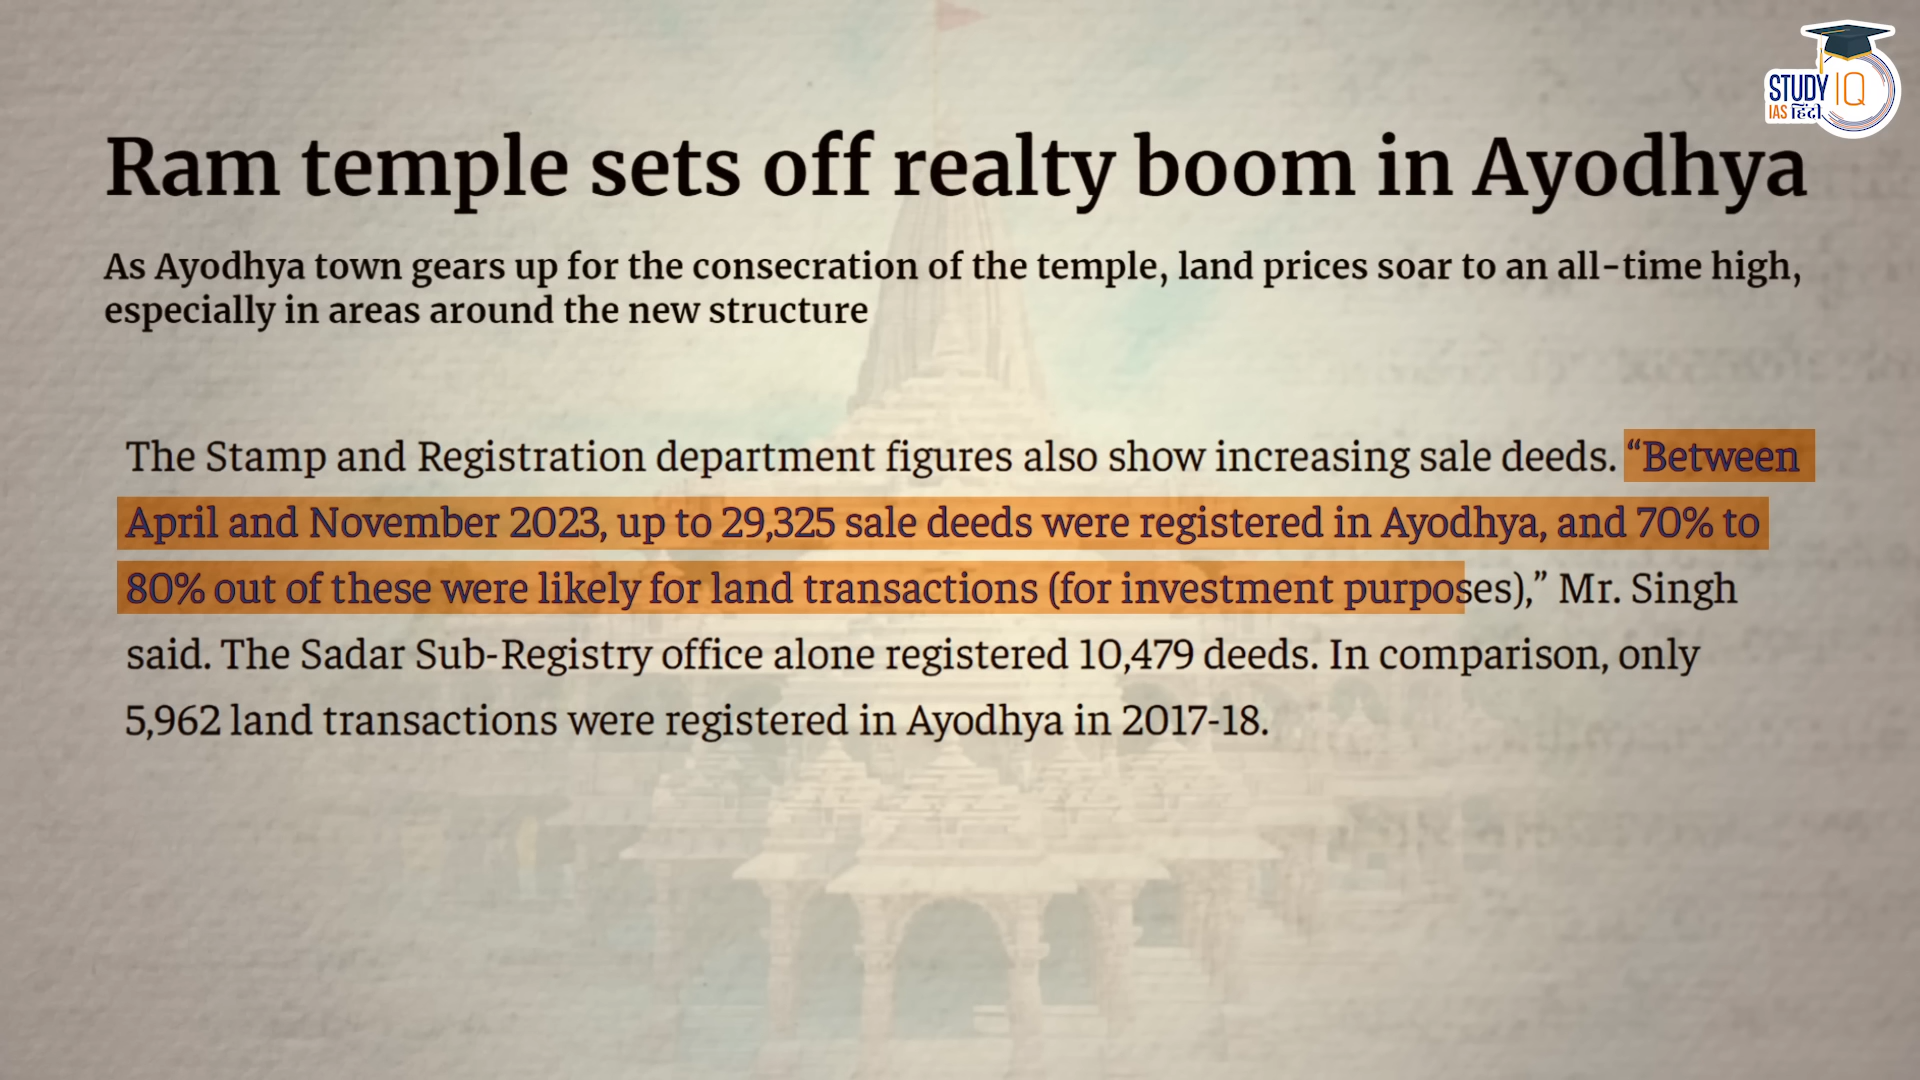 STUDY IQ
IAS हिंदी
Ram temple sets off realty boom in Ayodhya
As Ayodhya town gears up for the consecration of the temple, land prices soar to an all-time high,
especially in areas around the new structure
The Stamp and Registration department figures also show increasing sale deeds. “Between
April and November 2023, up to 29,325 sale deeds were registered in Ayodhya, and 70% to
80% out of these were likely for land transactions (for investment purposes),” Mr. Singh
said. The Sadar Sub-Registry office alone registered 10,479 deeds. In comparison, only
5,962 land transactions were registered in Ayodhya in 2017-18.